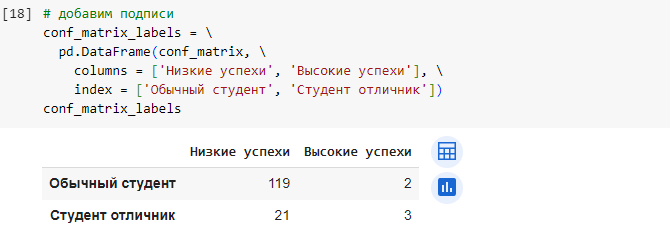 [18] # добавим подписи
conf_matrix_labels = \
pd.DataFrame(conf_matrix, \
columns = ['Низкие успехи', 'Высокие успехи'], \
index = ['Обычный студент', 'Студент отличник'])
conf_matrix_labels
Низкие успехи Высокие успехи
Обычный студент 119 2
Студент отличник 21 3